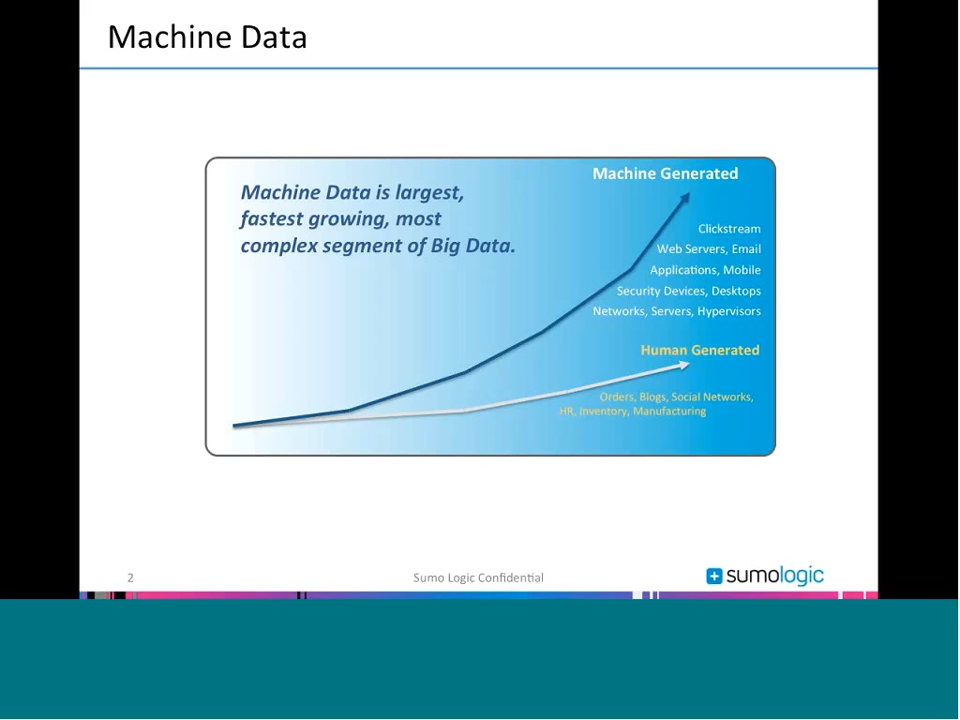 Machine Data
Machine Data is largest,
fastest growing, most
complex segment of Big Data.
Machine Generated
Clickstream
Web Servers, Email
Applications, Mobile
Security Devices, Desktops
Networks, Servers, Hypervisors
Human Generated
Orders, Blogs, Social Networks,
HR, Inventory, Manufacturing
2
Sumo Logic Confidential
sumologic